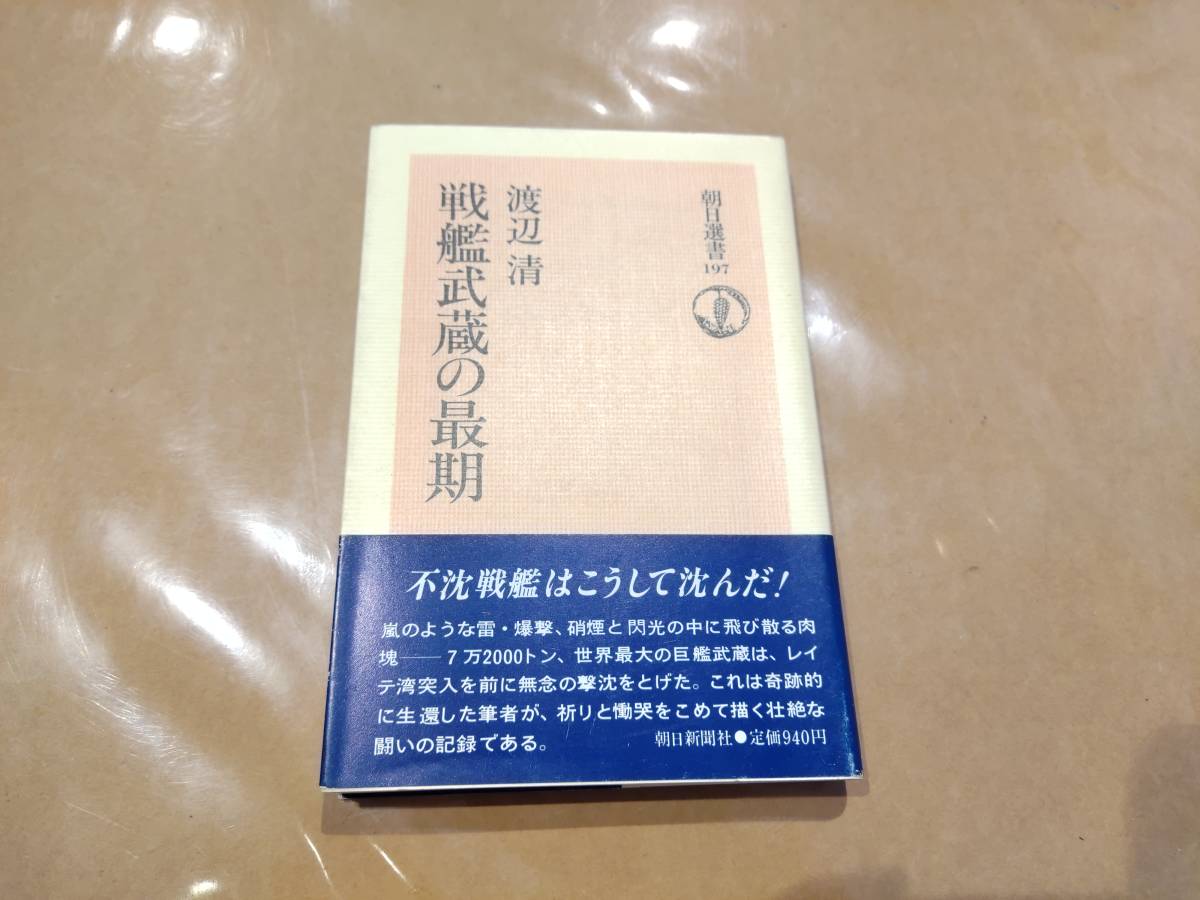 朝日選書
197
渡辺 清
戦艦武蔵の最期
不沈戦艦はこうして沈んだ!
嵐のような雷・爆撃、硝煙と閃光の中に飛び散る肉
塊――7万2000トン、世界最大の巨艦武蔵は、レイ
テ湾突入を前に無念の撃沈をとげた。これは奇跡的
に生還した筆者が、祈りと慟哭をこめて描く壮絶な
闘いの記録である。 朝日新聞社●定価940円